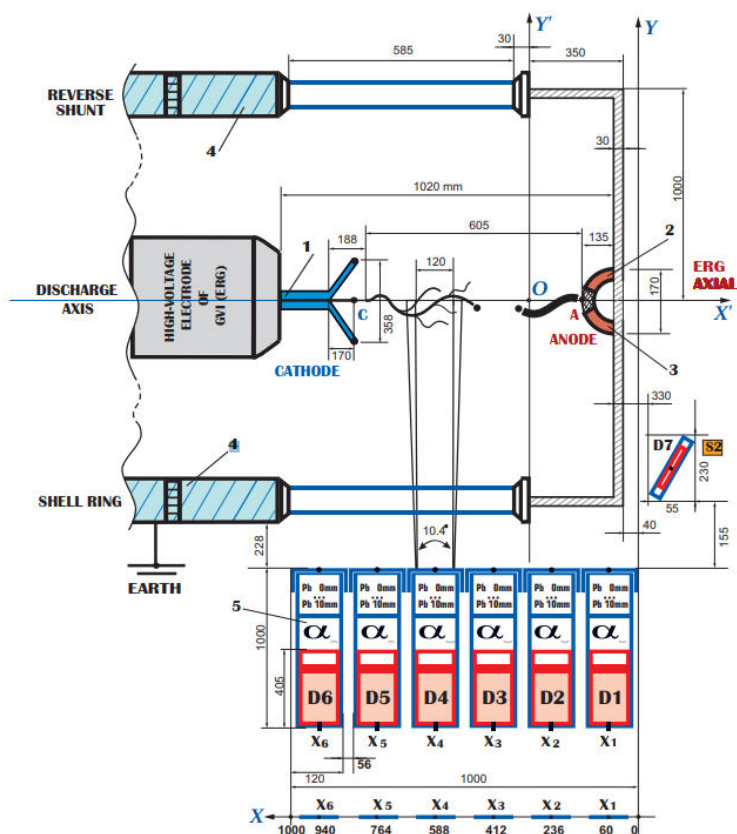 Y'
Y
30
585
350
REVERSE
SHUNT
4
30
1020 mm
1000
605
188
135
2
1
120
ERG
AXIAL
HIGH-VOLTAGE
ELECTRODE
OF
GVI (ERG)
DISCHARGE
AXIS
C
O
A
170
X'
358
ANODE
170
CATHODE
3
330
4
D7
S2
230
SHELL RING
55
10.4°
40
228
155
EARTH
Pb 0mm
Pb 0mm
Pb 0mm
Pb 0mm
Pb 0mm
Pb 0mm
Pb 10mm
Pb 10mm
Pb 10mm
Pb 10mm
Pb 10mm
Pb 10mm
5
α
α
α
α
α
α
1000
405
D6
D5
D4
D3
D2
D1
X6
X5
X4
X3
X2
X1
56
120
1000
X
X6
X5
X4
X3
X2
X1
1000 940 764 588 412 236 60 0